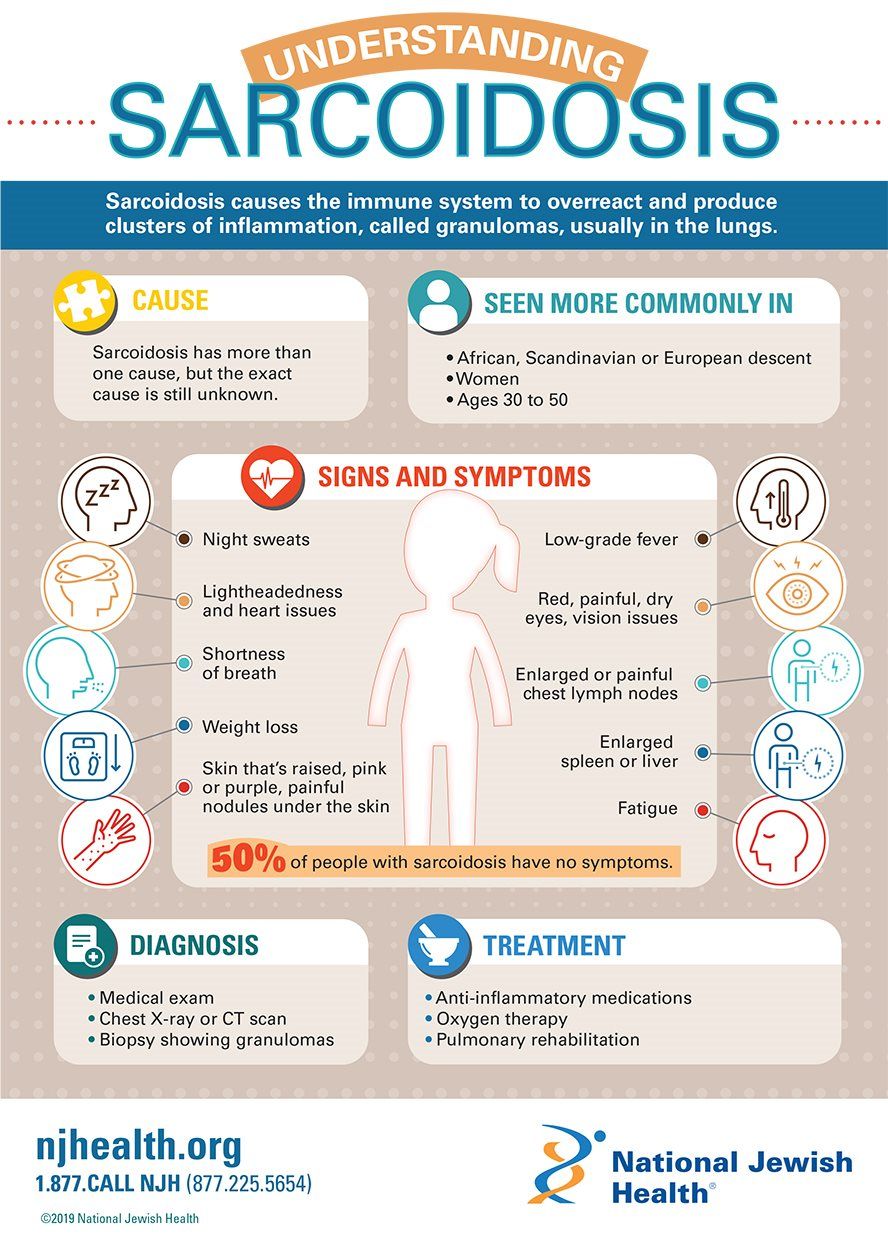 UNDERSTANDING
SARCOIDOSIS
Sarcoidosis causes the immune system to overreact and produce
clusters of inflammation, called granulomas, usually in the lungs.
CAUSE
Sarcoidosis has more than
one cause, but the exact
cause is still unknown.
SEEN MORE COMMONLY IN
• African, Scandinavian or European descent
• Women
• Ages 30 to 50
SIGNS AND SYMPTOMS
zzz
Night sweats
Lightheadedness
and heart issues
Shortness
of breath
Weight loss
Skin that's raised, pink
or purple, painful
nodules under the skin
Low-grade fever
Red, painful, dry
eyes, vision issues
Enlarged or painful
chest lymph nodes
Enlarged
spleen or liver
Fatigue
50% of people with sarcoidosis have no symptoms.
DIAGNOSIS
• Medical exam
• Chest X-ray or CT scan
• Biopsy showing granulomas
TREATMENT
• Anti-inflammatory medications
• Oxygen therapy
• Pulmonary rehabilitation
njhealth.org
1.877.CALL NJH (877.225.5654)
©2019 National Jewish Health
National Jewish
Health®